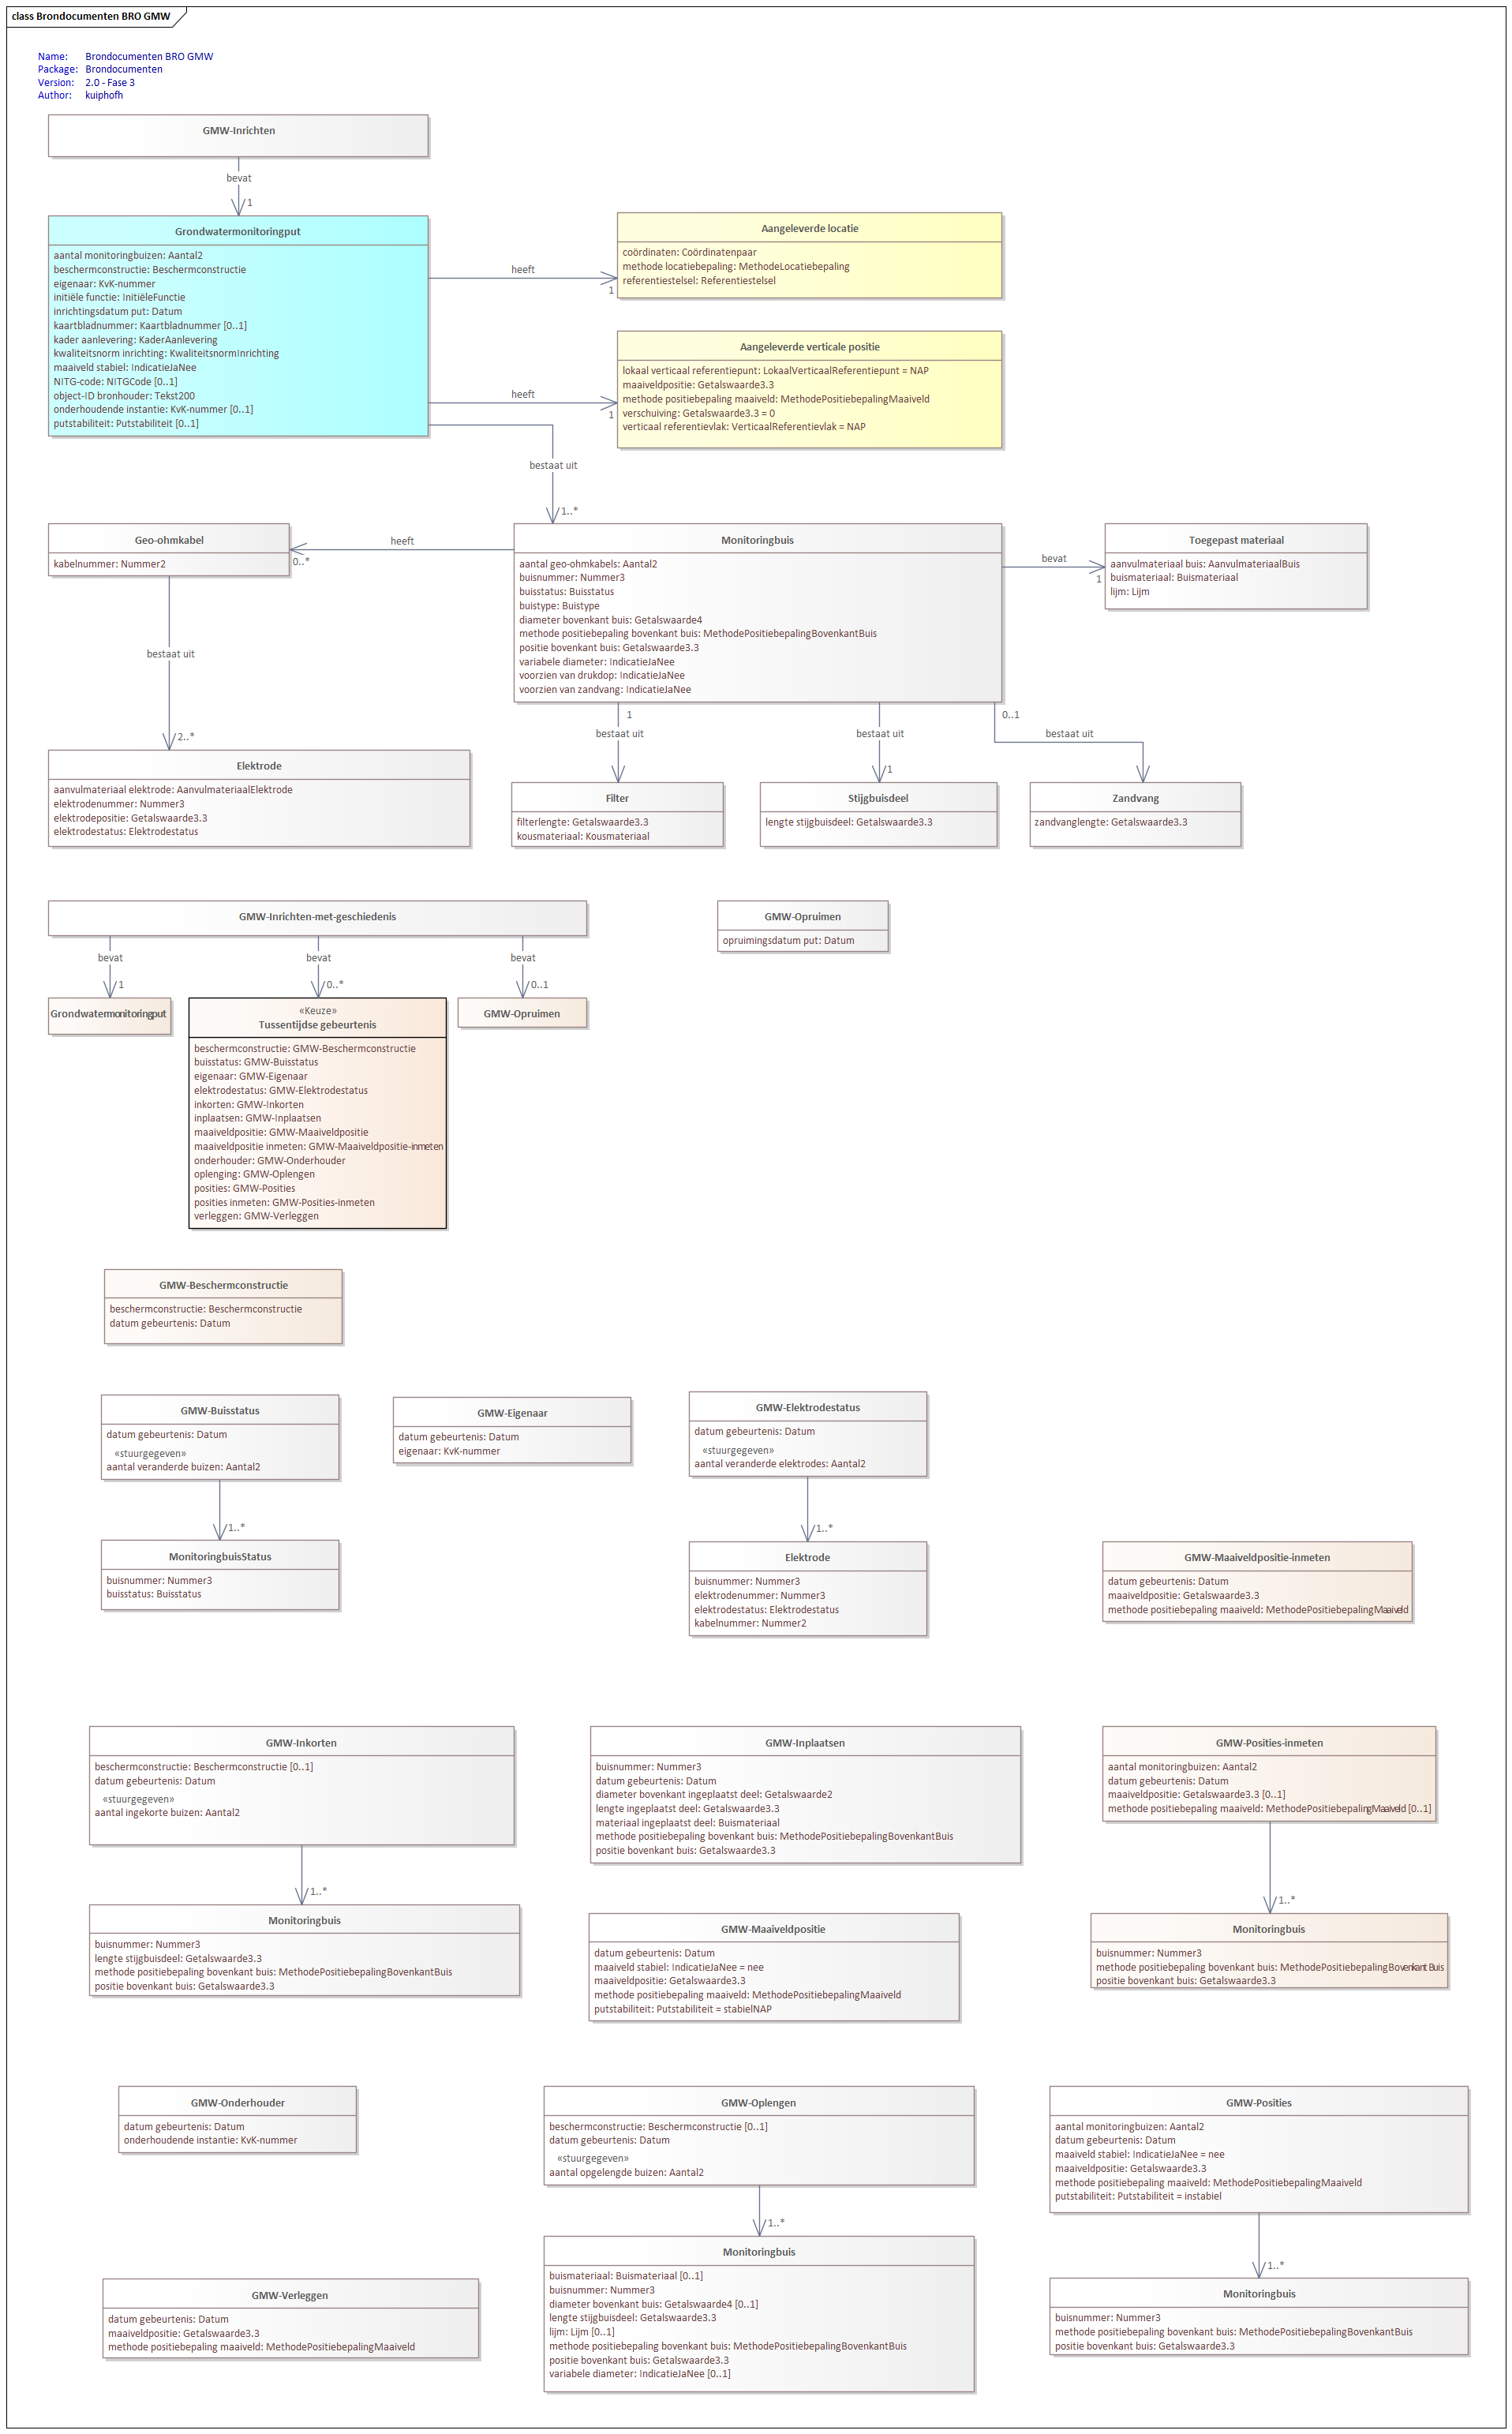 class Brondocumenten BRO GMW
Name: Brondocumenten BRO GMW
Package: Brondocumenten
Version: 2.0 - Fase 3
Author: kuiphofh
GMW-Inrichten
bevat
1
Grondwatermonitoringput
aantal monitoringbuizen: Aantal2
beschermconstructie: Beschermconstructie
eigenaar: KvK-nummer
initiële functie: InitiëleFunctie
inrichtingsdatum put: Datum
kaartbladnummer: Kaartbladnummer [0..1]
kader aanlevering: KaderAanlevering
kwaliteitsnorm inrichting: KwaliteitsnormInrichting
maaiveld stabiel: IndicatieJaNee
NITG-code: NITGCode [0..1]
object-ID bronhouder: Tekst200
onderhoudende instantie: KvK-nummer [0..1]
putstabiliteit: Putstabiliteit [0..1]
heeft
1
Aangeleverde locatie
coördinaten: Coördinatenpaar
methode locatiebepaling: MethodeLocatiebepaling
referentiestelsel: Referentiestelsel
heeft
1
Aangeleverde verticale positie
lokaal verticaal referentiepunt: LokaalVerticaalReferentiepunt = NAP
maaiveldpositie: Getalswaarde3.3
methode positiebepaling maaiveld: MethodePositiebepalingMaaiveld
verschuiving: Getalswaarde3.3 = 0
verticaal referentievlak: VerticaalReferentievlak = NAP
bestaat uit
1..*
Geo-ohmkabel
kabelnummer: Nummer2
heeft
0..*
Monitoringbuis
aantal geo-ohmkabels: Aantal2
buisnummer: Nummer3
buisstatus: Buisstatus
buistype: Buistype
diameter bovenkant buis: Getalswaarde4
methode positiebepaling bovenkant buis: MethodePositiebepalingBovenkantBuis
positie bovenkant buis: Getalswaarde3.3
variabele diameter: IndicatieJaNee
voorzien van drukdop: IndicatieJaNee
voorzien van zandvang: IndicatieJaNee
bevat
1
Toegepast materiaal
aanvulmateriaal buis: AanvulmateriaalBuis
buismateriaal: Buismateriaal
lijm: Lijm
bestaat uit
2..*
1
bestaat uit
bestaat uit
1
0..1
bestaat uit
Elektrode
aanvulmateriaal elektrode: AanvulmateriaalElektrode
elektrodenummer: Nummer3
elektrodepositie: Getalswaarde3.3
elektrodestatus: Elektrodestatus
Filter
filterlengte: Getalswaarde3.3
kousmateriaal: Kousmateriaal
Stijgbuisdeel
lengte stijgbuisdeel: Getalswaarde3.3
Zandvang
zandvanglengte: Getalswaarde3.3
GMW-Inrichten-met-geschiedenis
GMW-Opruimen
opruimingsdatum put: Datum
bevat
1
bevat
0..*
bevat
0..1
Grondwatermonitoringput
«Keuze»
Tussentijdse gebeurtenis
beschermconstructie: GMW-Beschermconstructie
buisstatus: GMW-Buisstatus
eigenaar: GMW-Eigenaar
elektrodestatus: GMW-Elektrodestatus
inkorten: GMW-Inkorten
inplaatsen: GMW-Inplaatsen
maaiveldpositie: GMW-Maaiveldpositie
maaiveldpositie inmeten: GMW-Maaiveldpositie-inmeten
onderhouder: GMW-Onderhouder
oplenging: GMW-Oplengen
posities: GMW-Posities
posities inmeten: GMW-Posities-inmeten
verleggen: GMW-Verleggen
GMW-Opruimen
GMW-Beschermconstructie
beschermconstructie: Beschermconstructie
datum gebeurtenis: Datum
GMW-Buisstatus
datum gebeurtenis: Datum
«stuurgegeven»
aantal veranderde buizen: Aantal2
1..*
GMW-Eigenaar
datum gebeurtenis: Datum
eigenaar: KvK-nummer
GMW-Elektrodestatus
datum gebeurtenis: Datum
«stuurgegeven»
aantal veranderde elektrodes: Aantal2
1..*
MonitoringbuisStatus
buisnummer: Nummer3
buisstatus: Buisstatus
Elektrode
buisnummer: Nummer3
elektrodenummer: Nummer3
elektrodestatus: Elektrodestatus
kabelnummer: Nummer2
GMW-Maaiveldpositie-inmeten
datum gebeurtenis: Datum
maaiveldpositie: Getalswaarde3.3
methode positiebepaling maaiveld: MethodePositiebepalingMaaiveld
GMW-Inkorten
beschermconstructie: Beschermconstructie [0..1]
datum gebeurtenis: Datum
«stuurgegeven»
aantal ingekorte buizen: Aantal2
1..*
GMW-Inplaatsen
buisnummer: Nummer3
datum gebeurtenis: Datum
diameter bovenkant ingeplaatst deel: Getalswaarde2
lengte ingeplaatst deel: Getalswaarde3.3
materiaal ingeplaatst deel: Buismateriaal
methode positiebepaling bovenkant buis: MethodePositiebepalingBovenkantBuis
positie bovenkant buis: Getalswaarde3.3
GMW-Posities-inmeten
aantal monitoringbuizen: Aantal2
datum gebeurtenis: Datum
maaiveldpositie: Getalswaarde3.3 [0..1]
methode positiebepaling maaiveld: MethodePositiebepalingMaaiveld [0..1]
1..*
Monitoringbuis
buisnummer: Nummer3
lengte stijgbuisdeel: Getalswaarde3.3
methode positiebepaling bovenkant buis: MethodePositiebepalingBovenkantBuis
positie bovenkant buis: Getalswaarde3.3
GMW-Maaiveldpositie
datum gebeurtenis: Datum
maaiveld stabiel: IndicatieJaNee = nee
maaiveldpositie: Getalswaarde3.3
methode positiebepaling maaiveld: MethodePositiebepalingMaaiveld
putstabiliteit: Putstabiliteit = stabielNAP
Monitoringbuis
buisnummer: Nummer3
methode positiebepaling bovenkant buis: MethodePositiebepalingBovenkantBuis
positie bovenkant buis: Getalswaarde3.3
GMW-Onderhouder
datum gebeurtenis: Datum
onderhoudende instantie: KvK-nummer
GMW-Oplengen
beschermconstructie: Beschermconstructie [0..1]
datum gebeurtenis: Datum
«stuurgegeven»
aantal opgelengde buizen: Aantal2
1..*
GMW-Posities
aantal monitoringbuizen: Aantal2
datum gebeurtenis: Datum
maaiveld stabiel: IndicatieJaNee = nee
maaiveldpositie: Getalswaarde3.3
methode positiebepaling maaiveld: MethodePositiebepalingMaaiveld
putstabiliteit: Putstabiliteit = instabiel
1..*
GMW-Verleggen
datum gebeurtenis: Datum
maaiveldpositie: Getalswaarde3.3
methode positiebepaling maaiveld: MethodePositiebepalingMaaiveld
Monitoringbuis
buismateriaal: Buismateriaal [0..1]
buisnummer: Nummer3
diameter bovenkant buis: Getalswaarde4 [0..1]
lengte stijgbuisdeel: Getalswaarde3.3
lijm: Lijm [0..1]
methode positiebepaling bovenkant buis: MethodePositiebepalingBovenkantBuis
positie bovenkant buis: Getalswaarde3.3
variabele diameter: IndicatieJaNee [0..1]
Monitoringbuis
buisnummer: Nummer3
methode positiebepaling bovenkant buis: MethodePositiebepalingBovenkantBuis
positie bovenkant buis: Getalswaarde3.3